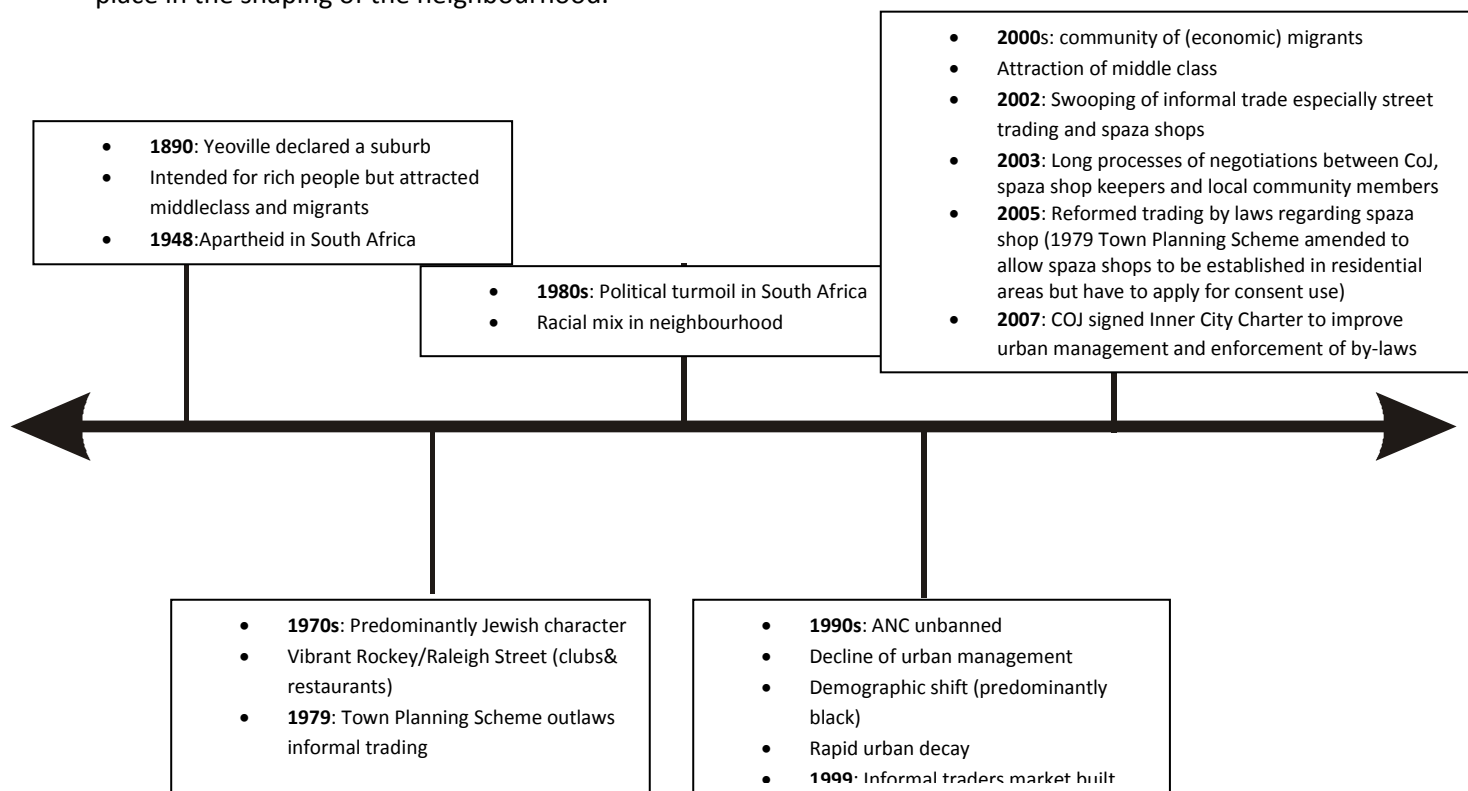 place in the shaping of the neighbourhood.
• 1890: Yeoville declared a suburb
• Intended for rich people but attracted
middleclass and migrants
• 1948:Apartheid in South Africa
• 1980s: Political turmoil in South Africa
• Racial mix in neighbourhood
• 2000s: community of (economic) migrants
• Attraction of middle class
• 2002: Swooping of informal trade especially street
trading and spaza shops
• 2003: Long processes of negotiations between CoJ,
spaza shop keepers and local community members
• 2005: Reformed trading by laws regarding spaza
shop (1979 Town Planning Scheme amended to
allow spaza shops to be established in residential
areas but have to apply for consent use)
• 2007: COJ signed Inner City Charter to improve
urban management and enforcement of by-laws
• 1970s: Predominantly Jewish character
• Vibrant Rockey/Raleigh Street (clubs&
restaurants)
• 1979: Town Planning Scheme outlaws
informal trading
• 1990s: ANC unbanned
• Decline of urban management
• Demographic shift (predominantly
black)
• Rapid urban decay
• 1999: Informal traders market built